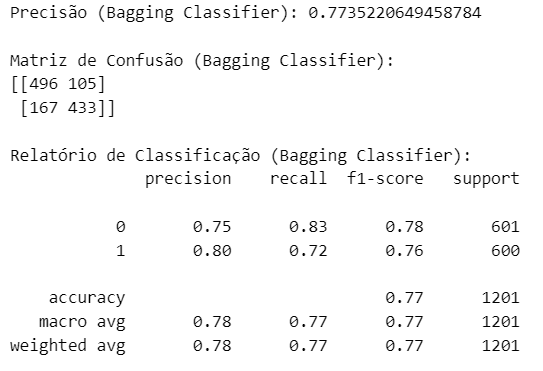 Precisão (Bagging Classifier): 0.7735220649458784
Matriz de Confusão (Bagging Classifier):
[[496 105]
 [167 433]]
Relatório de Classificação (Bagging Classifier):
              precision    recall  f1-score   support
           0       0.75      0.83      0.78       601
           1       0.80      0.72      0.76       600
    accuracy                           0.77      1201
   macro avg       0.78      0.77      0.77      1201
weighted avg       0.78      0.77      0.77      1201